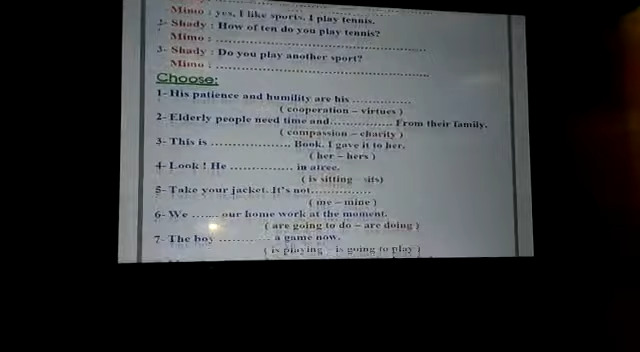 Mimo : yes, I like sports. I play tennis.
2- Shady : How of ten do you play tennis?
Mimo : ..............................................................
3- Shady : Do you play another sport?
Mimo : ..............................................................
Choose:
1- His patience and humility are his ................
( cooperation – virtues )
2- Elderly people need time and................ From their family.
( compassion – charity )
3- This is ..................... Book. I gave it to her.
( her – hers )
4- Look ! He ................ in atree.
( is sitting – sits)
5- Take your jacket. It's not...............
( me – mine )
6- We ....... our home work at the moment.
( are going to do – are doing )
7- The boy ............. a game now.
( is playing – is going to play )